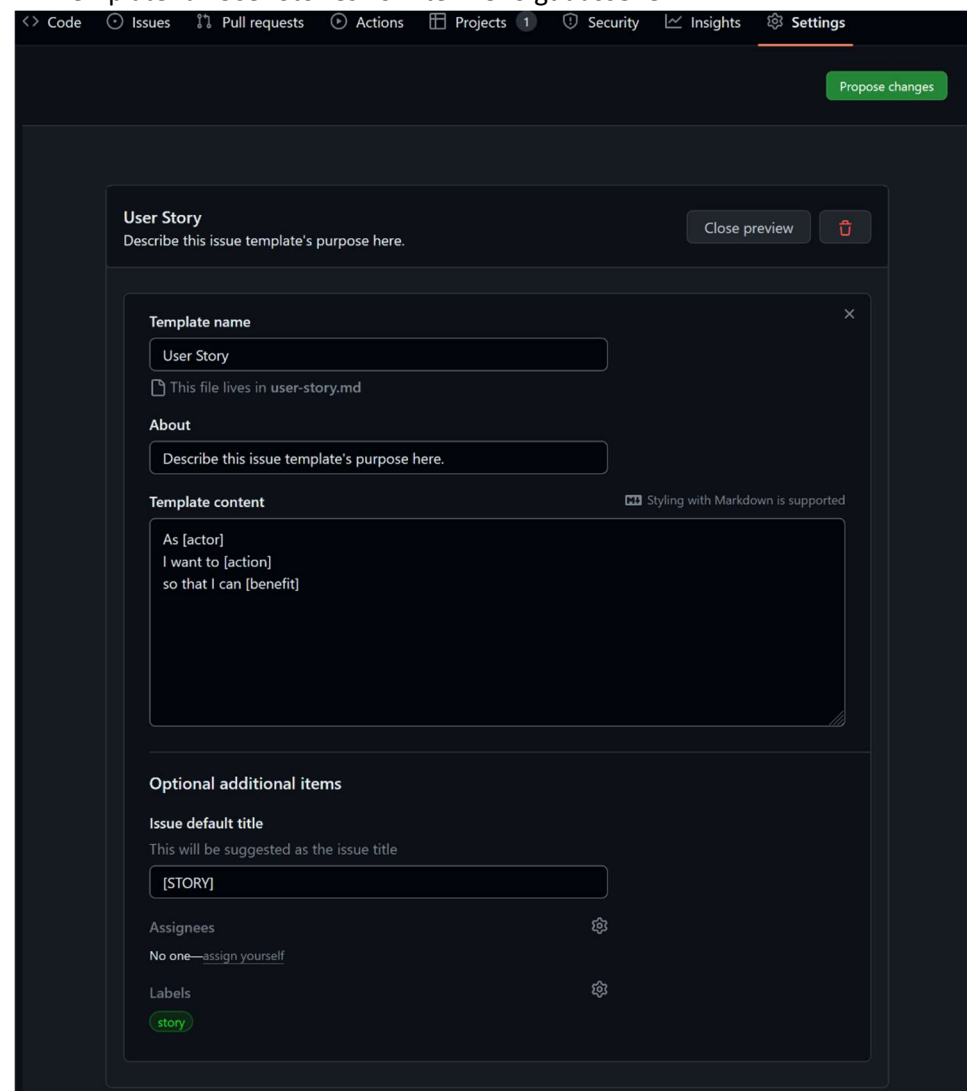 Code Issues Pull requests Actions Projects 1 Security Insights Settings
Propose changes
User Story
Describe this issue template's purpose here.
Close preview
Template name
User Story
This file lives in user-story.md
About
Describe this issue template's purpose here.
Template content
Styling with Markdown is supported
As [actor]
I want to [action]
so that I can [benefit]
Optional additional items
Issue default title
This will be suggested as the issue title
[STORY]
Assignees
No one—assign yourself
Labels
story